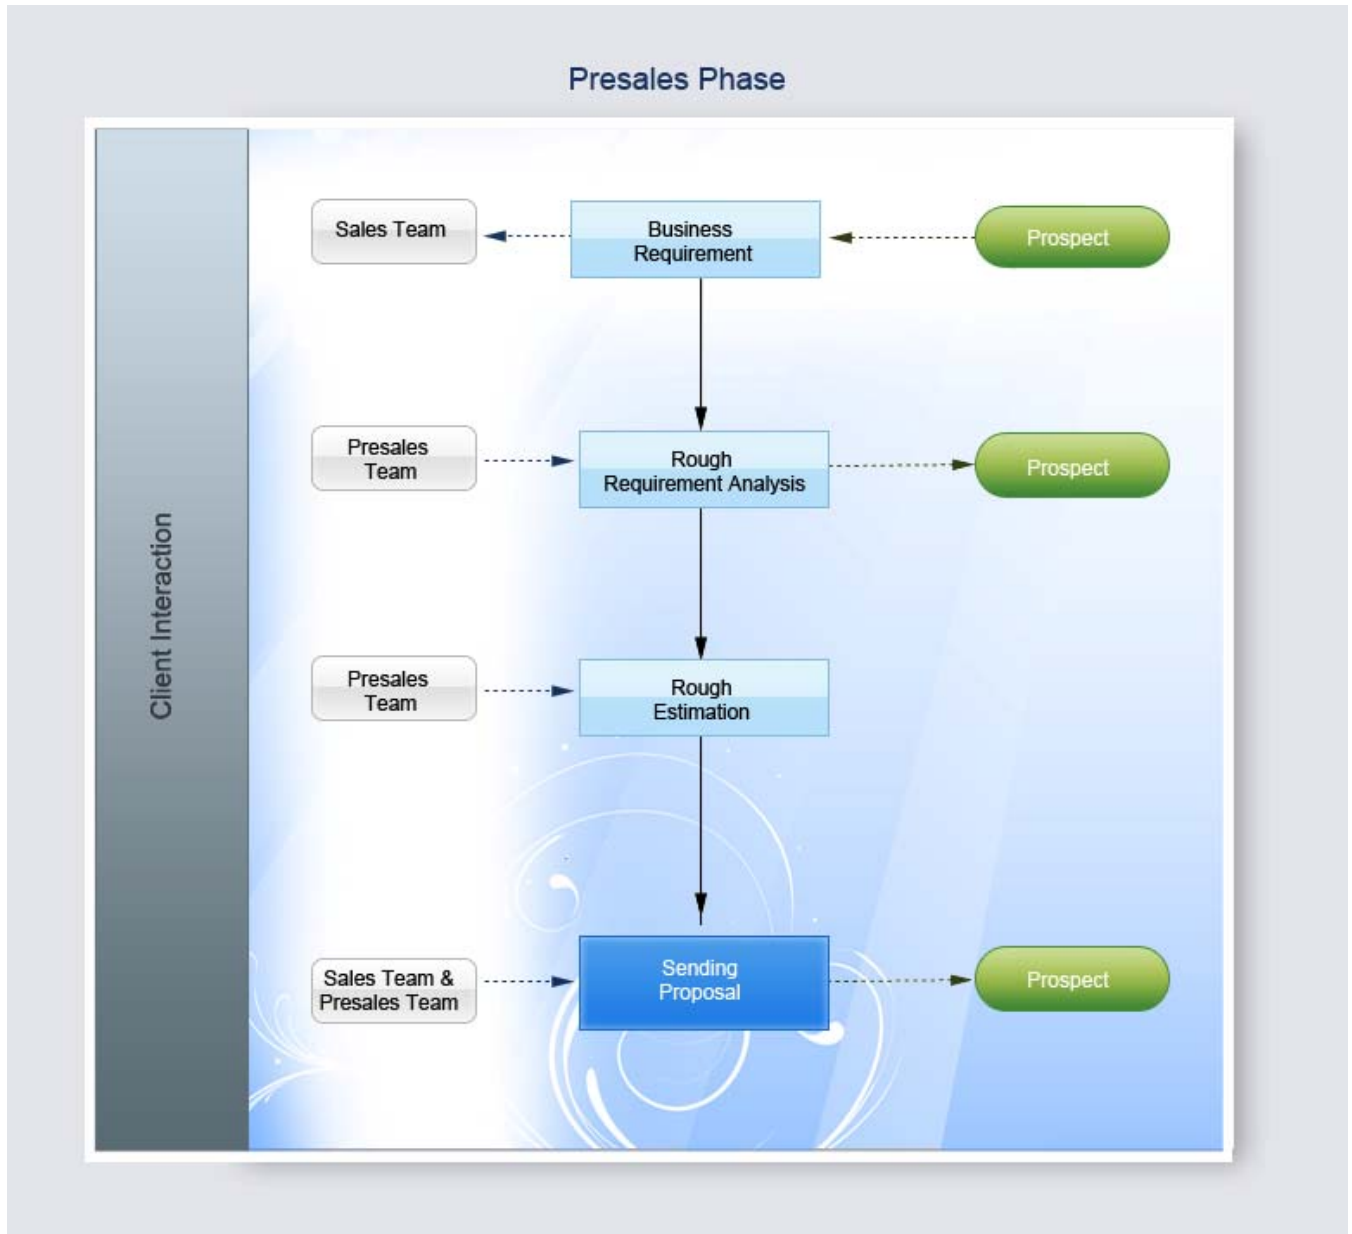 Presales Phase
Client Interaction
Sales Team
Business
Requirement
Prospect
Presales
Team
Rough
Requirement Analysis
Prospect
Presales
Team
Rough
Estimation
Sales Team &
Presales Team
Sending
Proposal
Prospect